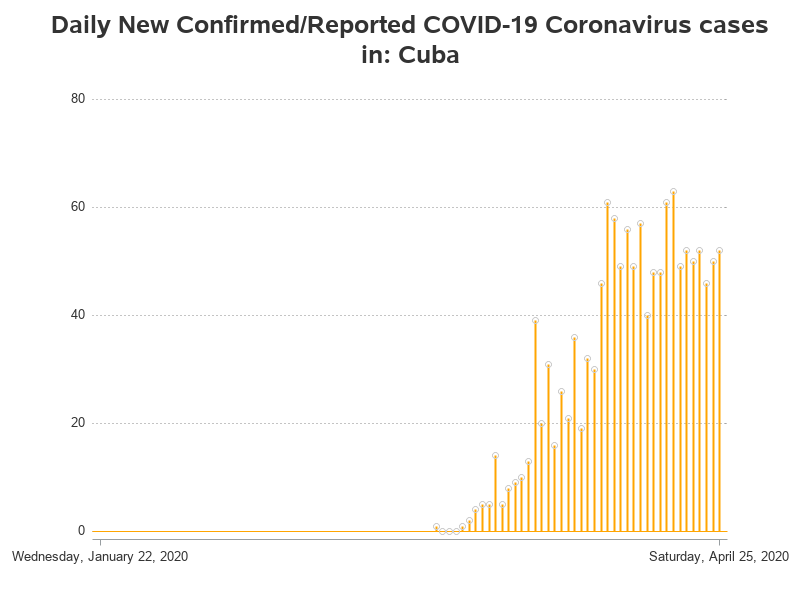 Daily New Confirmed/Reported COVID-19 Coronavirus cases
in: Cuba
80
60
40
20
0
Wednesday, January 22, 2020 Saturday, April 25, 2020